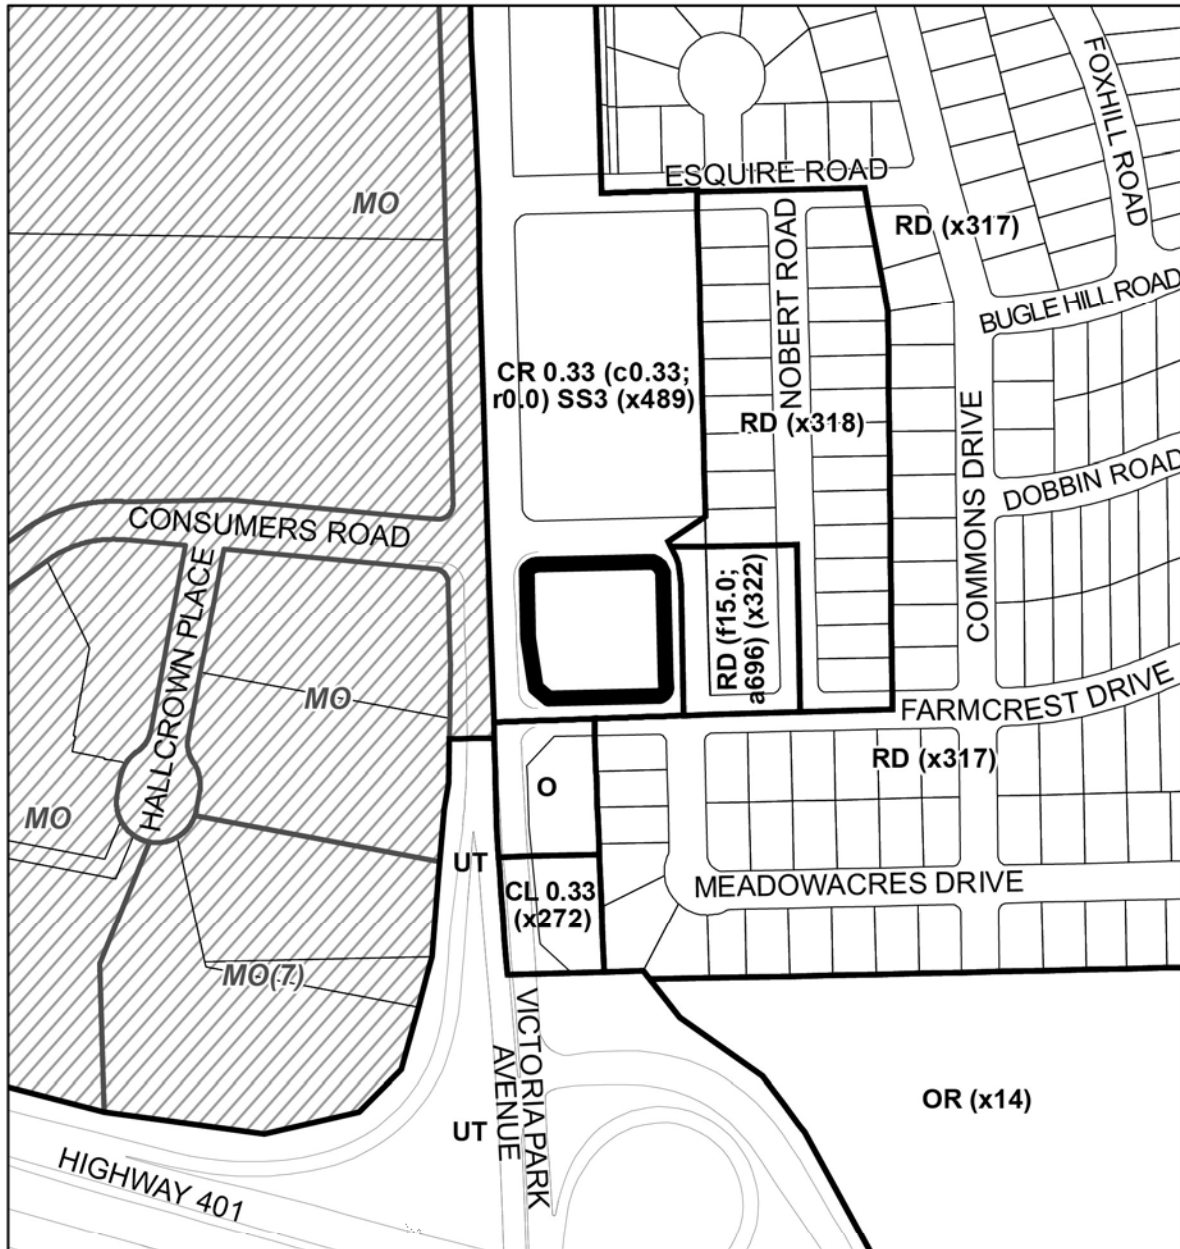 FOXHILL ROAD
ESQUIRE ROAD
MO
NOBERT ROAD
RD (x317)
BUGLE HILL ROAD
CR 0.33 (c0.33;
r0.0) SS3 (x489)
RD (x318)
COMMONS DRIVE
DOBBIN ROAD
CONSUMERS ROAD
HALLCROWN PLACE
RD (f15.0;
a696) (x322)
MO
FARMCREST DRIVE
RD (x317)
O
MO
UT
CL 0.33
(x272)
MEADOWACRES DRIVE
MO(7)
VICTORIA PARK
AVENUE
OR (x14)
UT
HIGHWAY 401